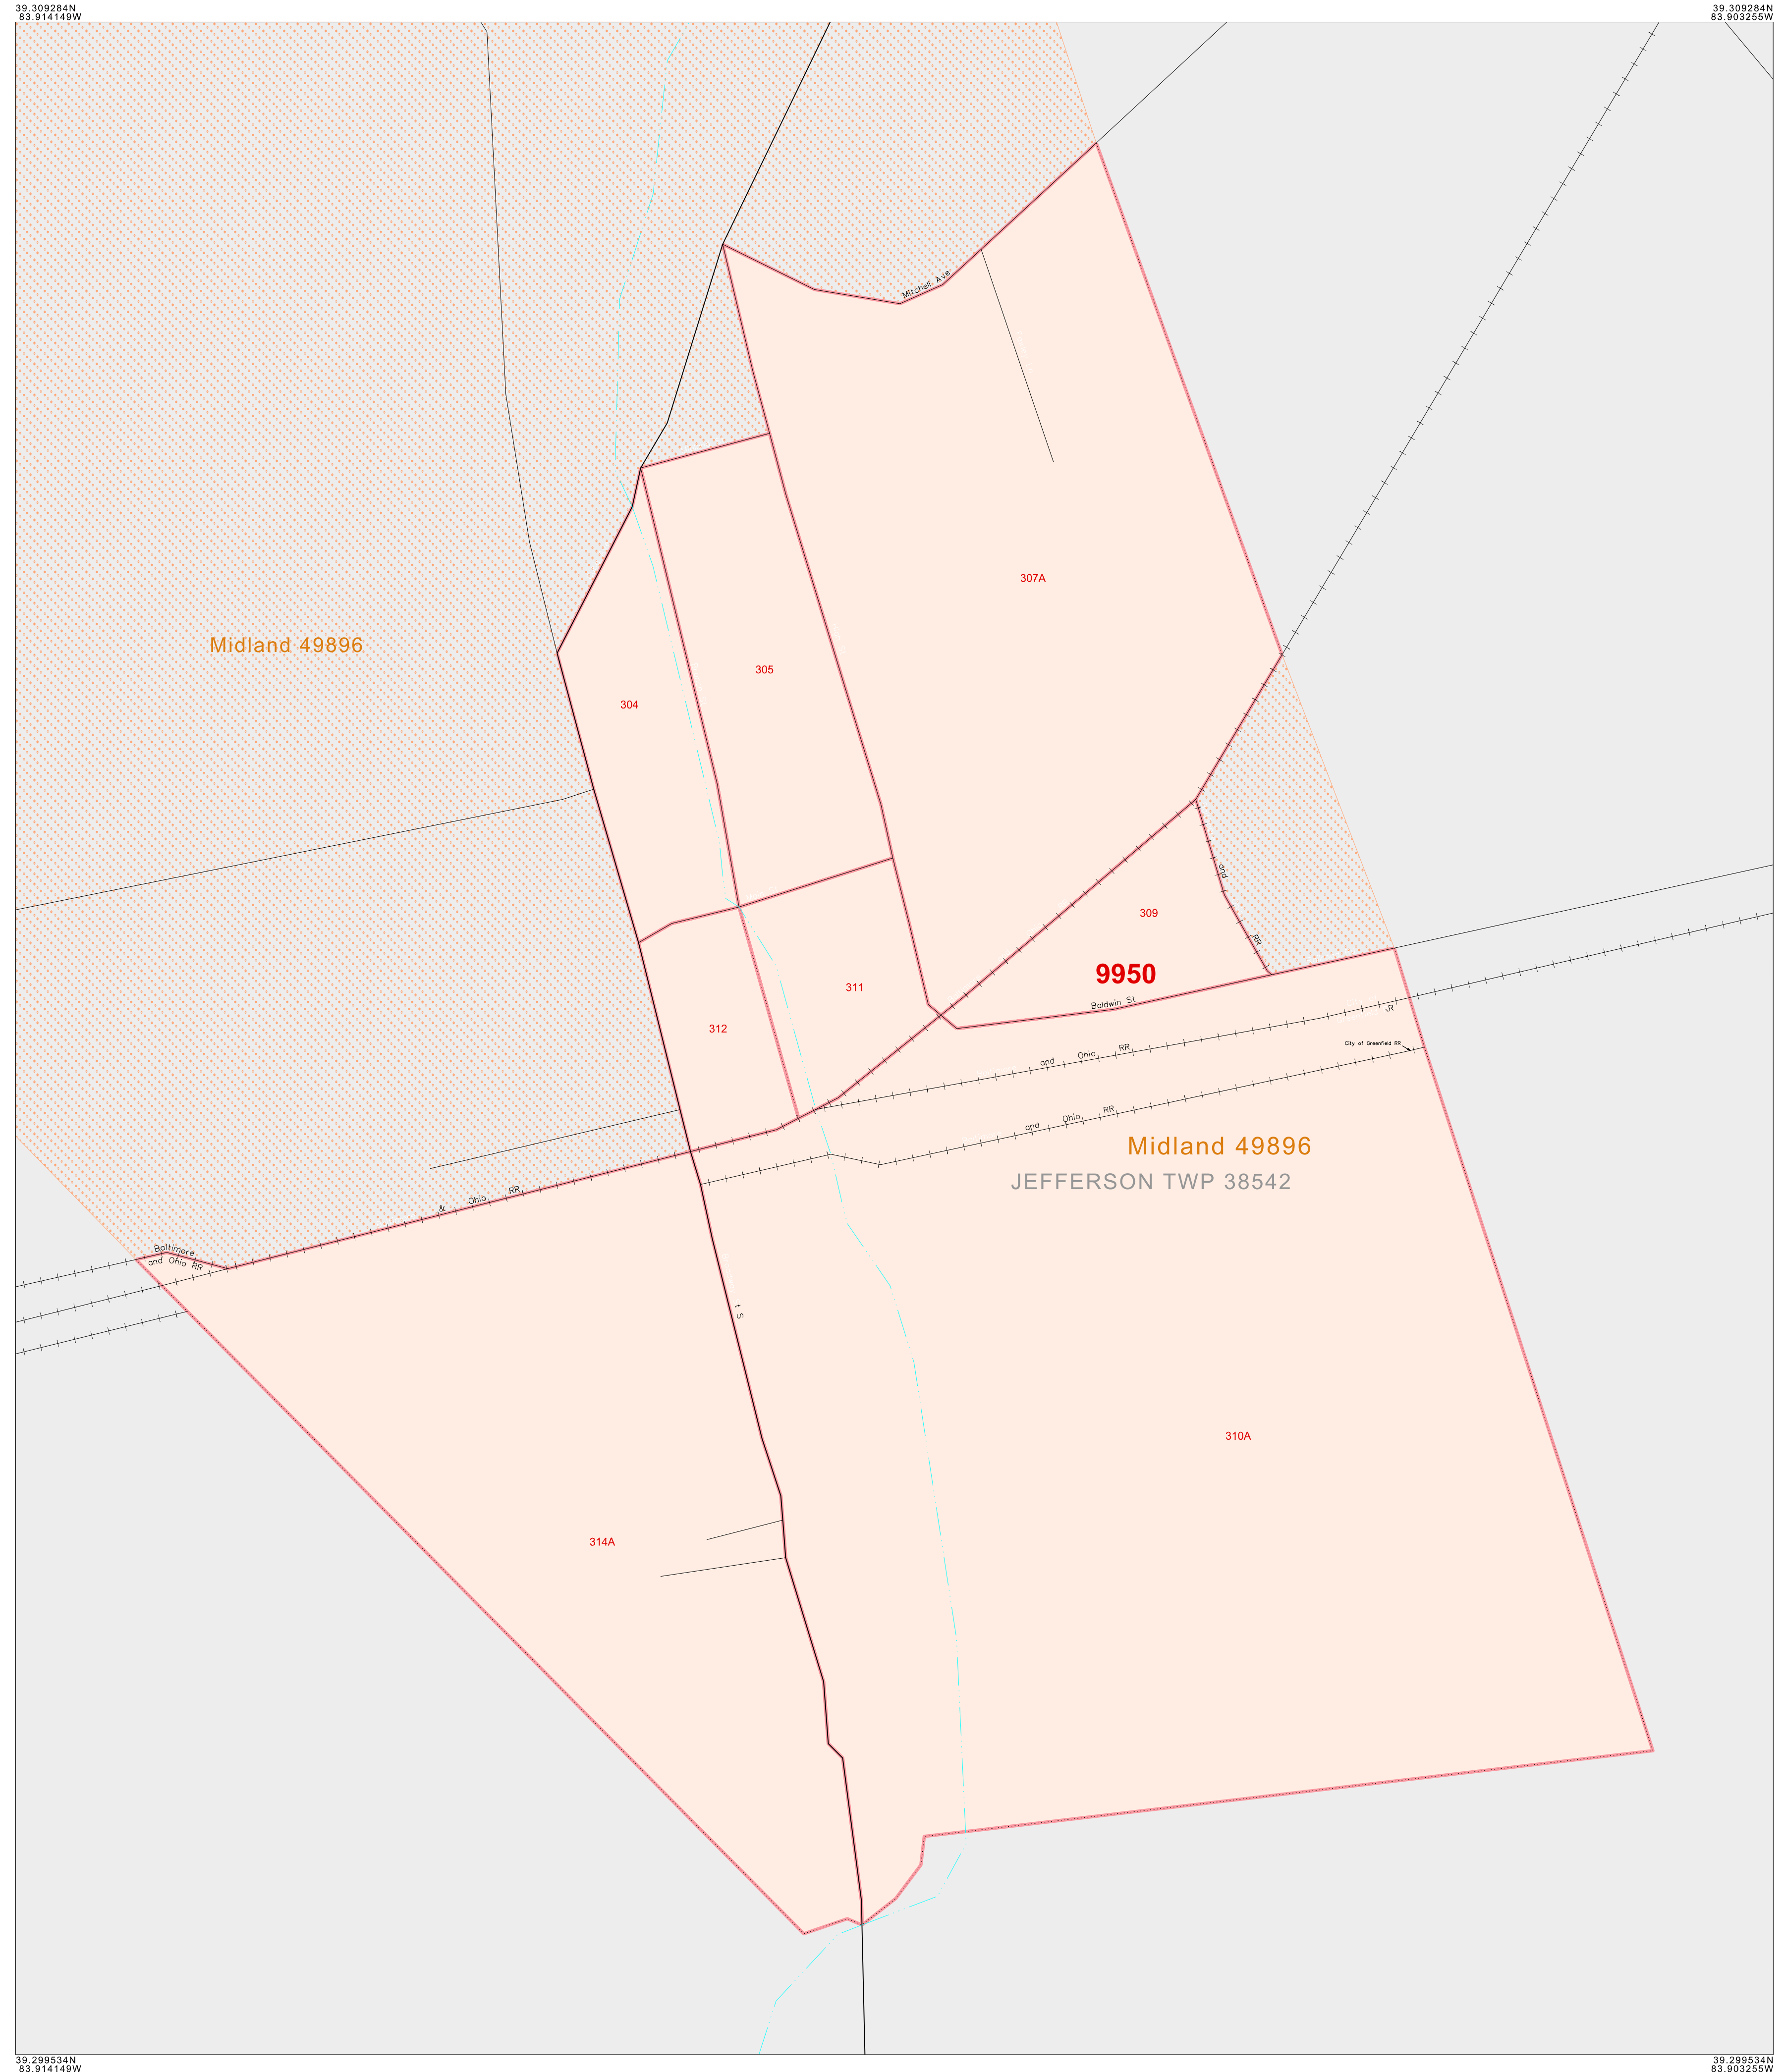 39.309284N
83.914149W
39.309284N
83.903255W
Mitchell Ave
307A
Midland 49896
305
304
and
RR
309
9950
311
Baldwin St
312
R
City of Greenfield RR
and Ohio RR
and Ohio RR
Midland 49896
JEFFERSON TWP 38542
& Ohio RR
Baltimore
and Ohio RR
t S
310A
314A
39.299534N
83.914149W
39.299534N
83.903255W